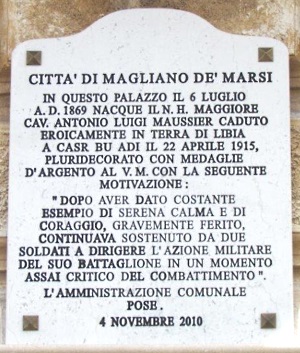 CITTA' DI MAGLIANO DE' MARSI
IN QUESTO PALAZZO IL 6 LUGLIO
A. D. 1869 NACQUE IL N. H. MAGGIORE
CAV. ANTONIO LUIGI MAUSSIER CADUTO
EROICAMENTE IN TERRA DI LIBIA
A CASR BU ADI IL 22 APRILE 1915,
PLURIDECORATO CON MEDAGLIE
D'ARGENTO AL V. M. CON LA SEGUENTE
MOTIVAZIONE :
"DOPO AVER DATO COSTANTE
ESEMPIO DI SERENA CALMA E DI
CORAGGIO, GRAVEMENTE FERITO,
CONTINUAVA SOSTENUTO DA DUE
SOLDATI A DIRIGERE L'AZIONE MILITARE
DEL SUO BATTAGLIONE IN UN MOMENTO
ASSAI CRITICO DEL COMBATTIMENTO".
L'AMMINISTRAZIONE COMUNALE
POSE.
4 NOVEMBRE 2010